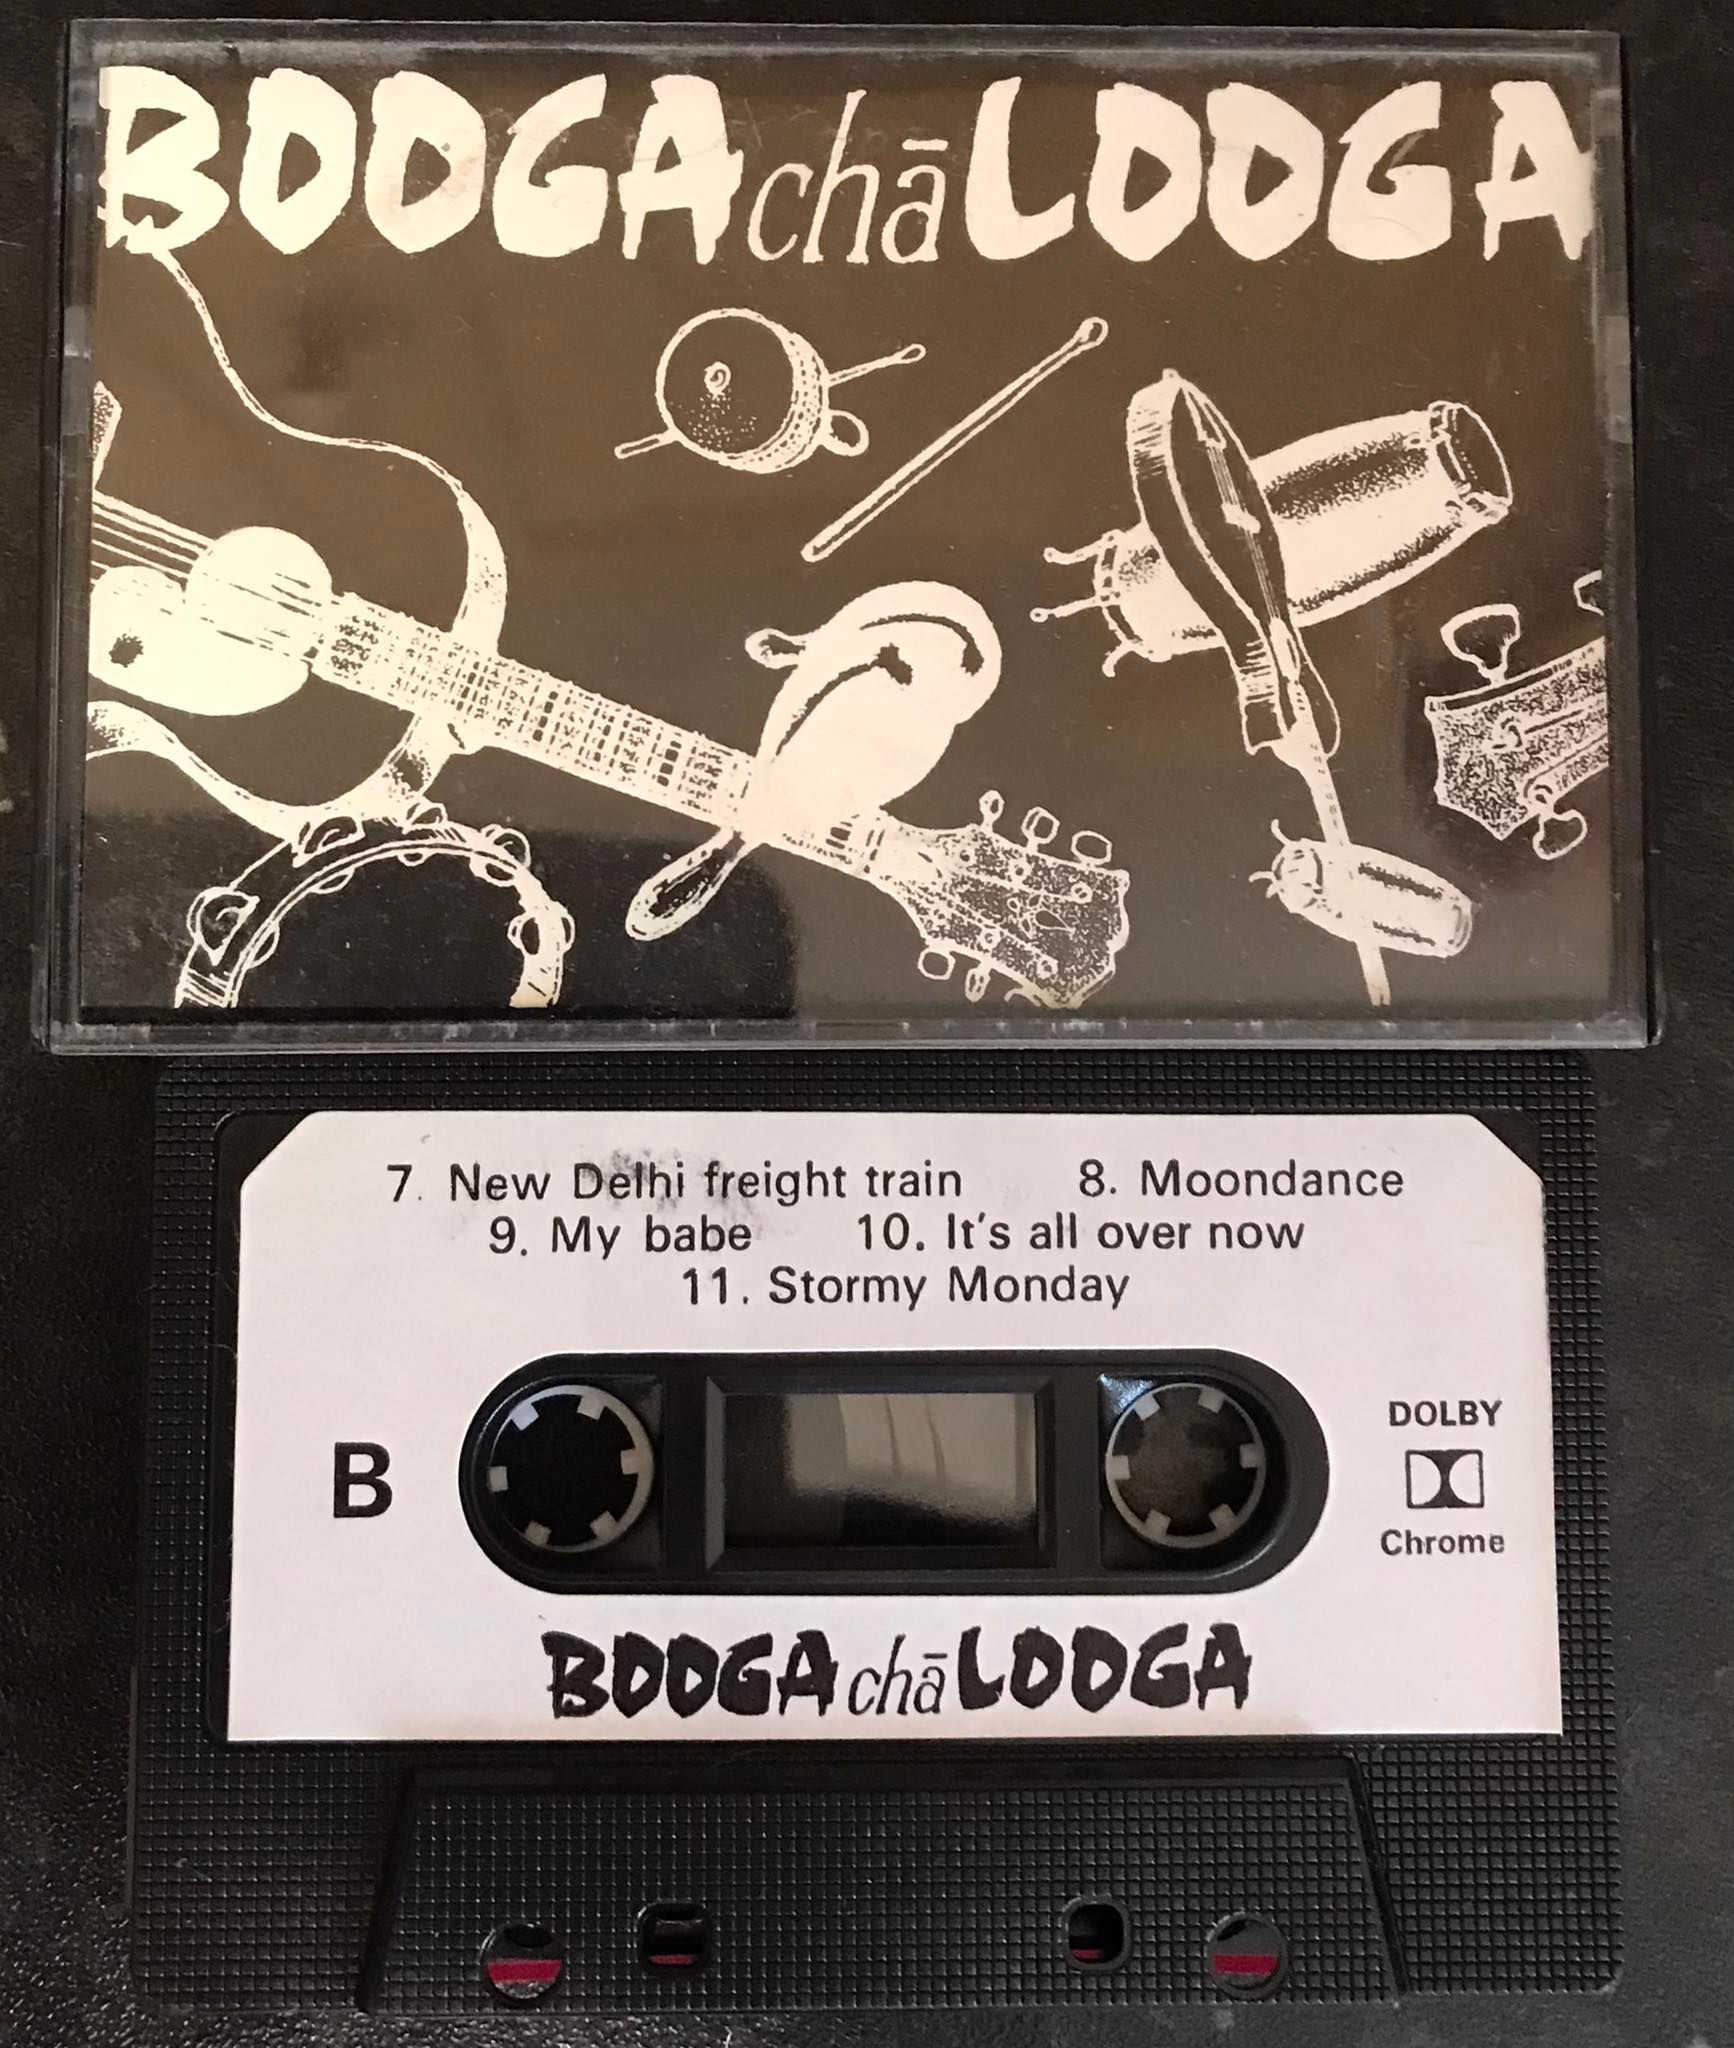 BOOGA chā LOOGA
7. New Delhi freight train 8. Moondance
9. My babe 10. It's all over now
11. Stormy Monday
B
DOLBY
Chrome
BOOGA chā LOOGA